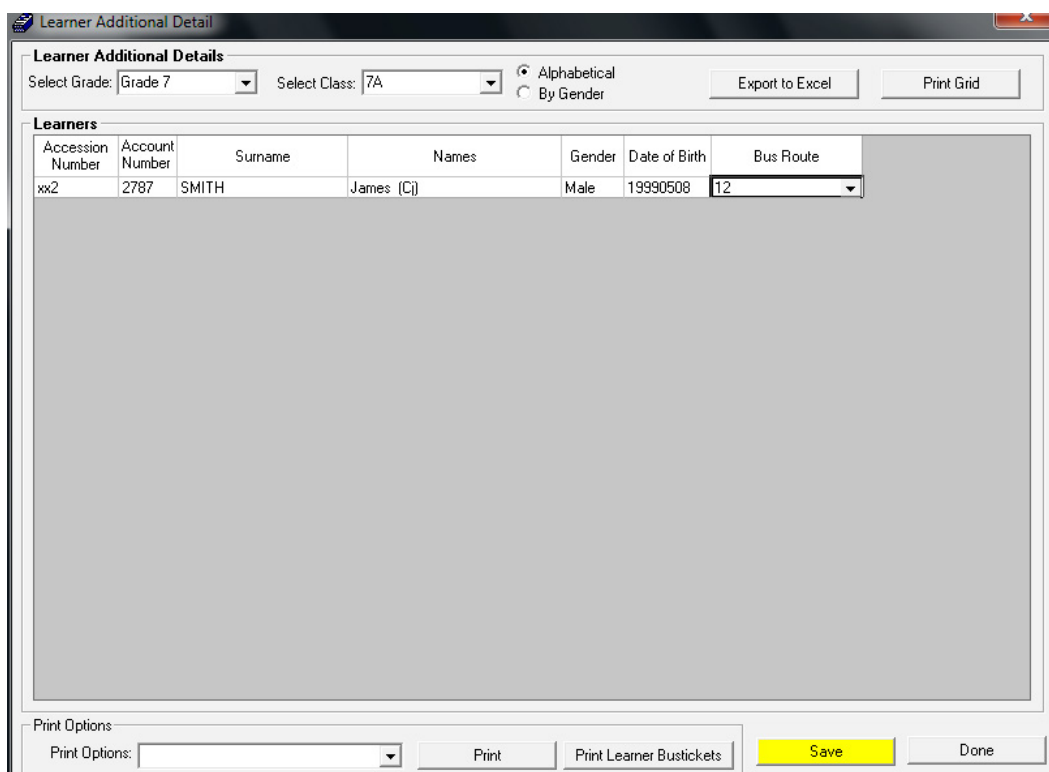 Learner Additional Detail
x
Learner Additional Details
Select Grade: Grade 7 Select Class: 7A Alphabetical By Gender Export to Excel Print Grid
Learners
Accession Number Account Number Surname Names Gender Date of Birth Bus Route
xx2 2787 SMITH James (Cj) Male 19990508 12
Print Options
Print Options: Print Print Learner Bustickets Save Done